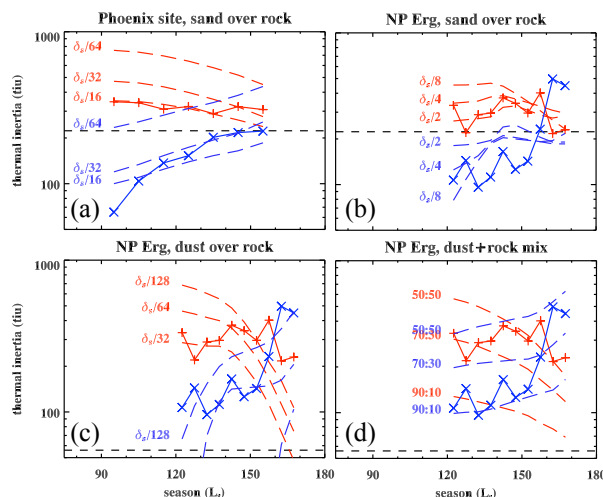 Phoenix site, sand over rock
NP Erg, sand over rock
1000
100
thermal inertia (tiu)
δs/64
δs/32
δs/16
δs/64
δs/32
δs/16
(a)
δs/8
δs/4
δs/2
δs/2
δs/4
δs/8
(b)
NP Erg, dust over rock
NP Erg, dust+rock mix
1000
100
thermal inertia (tiu)
δs/128
δs/64
δs/32
δs/128
(c)
50:50
50:50
70:30
70:30
90:10
90:10
(d)
60 90 120 150 180
60 90 120 150 180
season (Ls)
season (Ls)